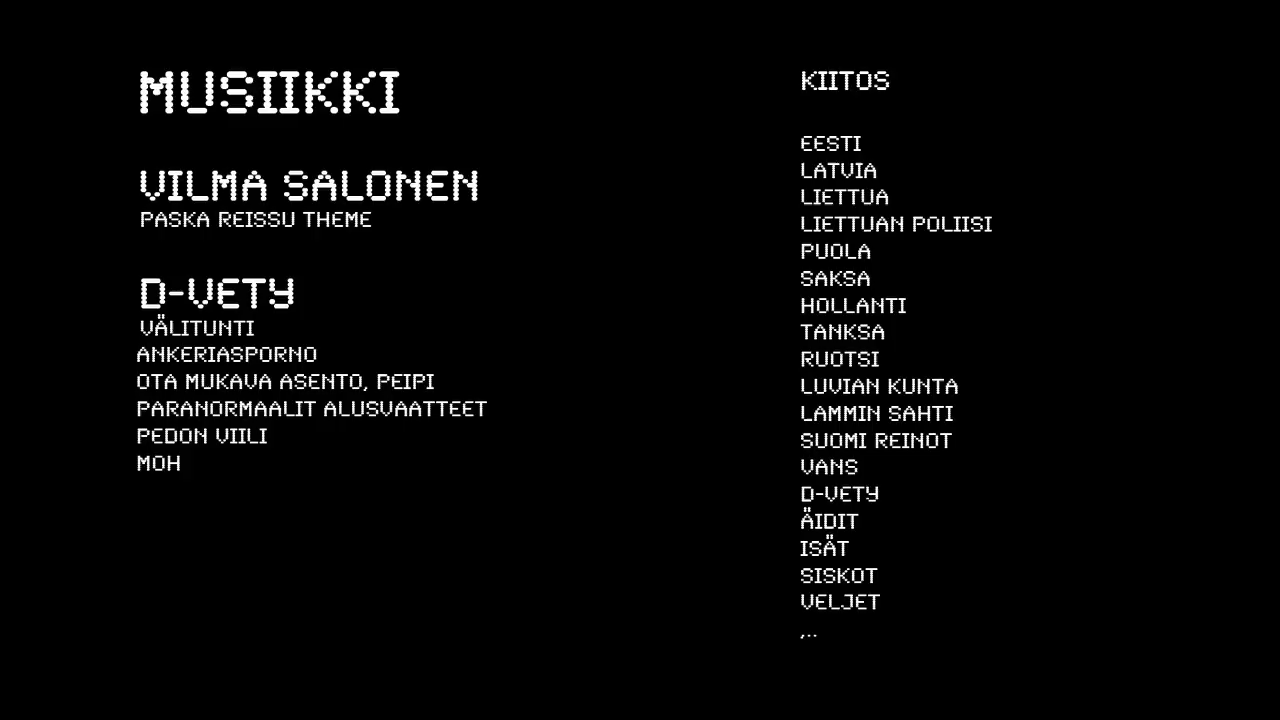 MUSIIKKI
VILMA SALONEN
PASKA REISSU THEME
D-VETY
VÄLITUNTI
ANKERIASPORNO
OTA MUKAVA ASENTO, PEIPI
PARANORMAALIT ALUSVAATTEET
PEDON VIILI
MOH
KIITOS
EESTI
LATVIA
LIETTUA
LIETTUAN POLIISI
PUOLA
SAKSA
HOLLANTI
TANKSA
RUOTSI
LUVIAN KUNTA
LAMMIN SAHTI
SUOMI REINOT
VANS
D-VETY
ÄIDIT
ISÄT
SISKOT
VELJET
,..